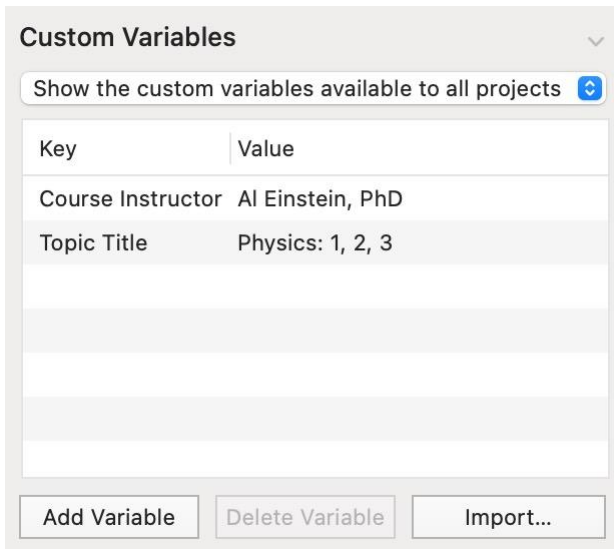 Custom Variables
Show the custom variables available to all projects
Key Value
Course Instructor Al Einstein, PhD
Topic Title Physics: 1, 2, 3
Add Variable Delete Variable Import...